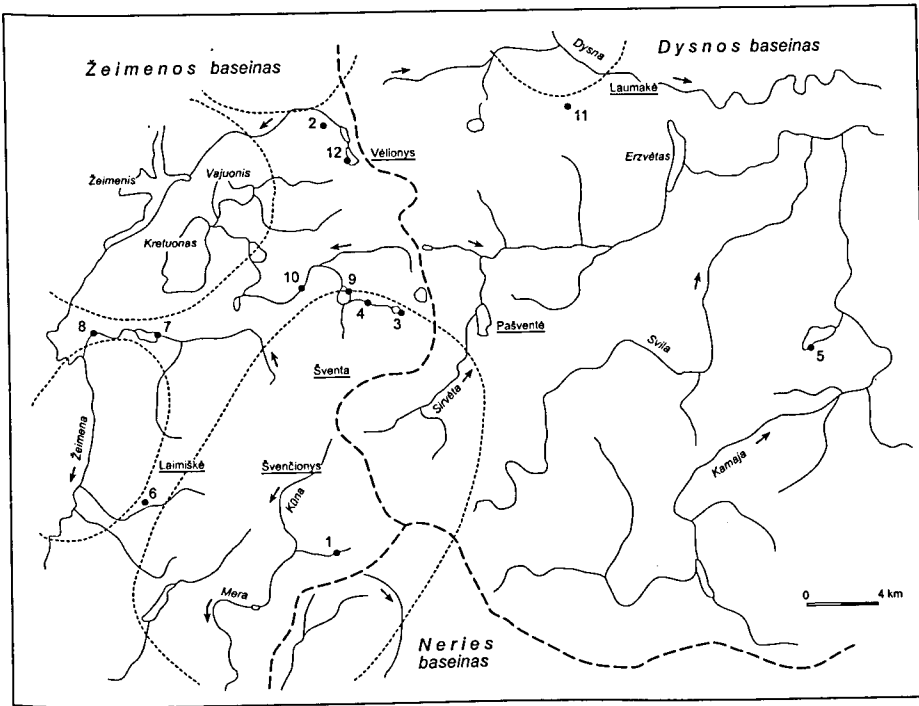 Žeimenos baseinas
Dysnos baseinas
Dysna
Laumakė
11
2
12
Vėlionys
Erzvėtas
Žeimenis
Vajuonis
Kretuonas
10
9
4
3
8
7
Pašventė
5
Šventa
Svila
Sirvėta
Žeimena
Laimiškė
Švenčionys
Kamaja
6
Kūna
1
Mera
0 4 km
Neries
baseinas